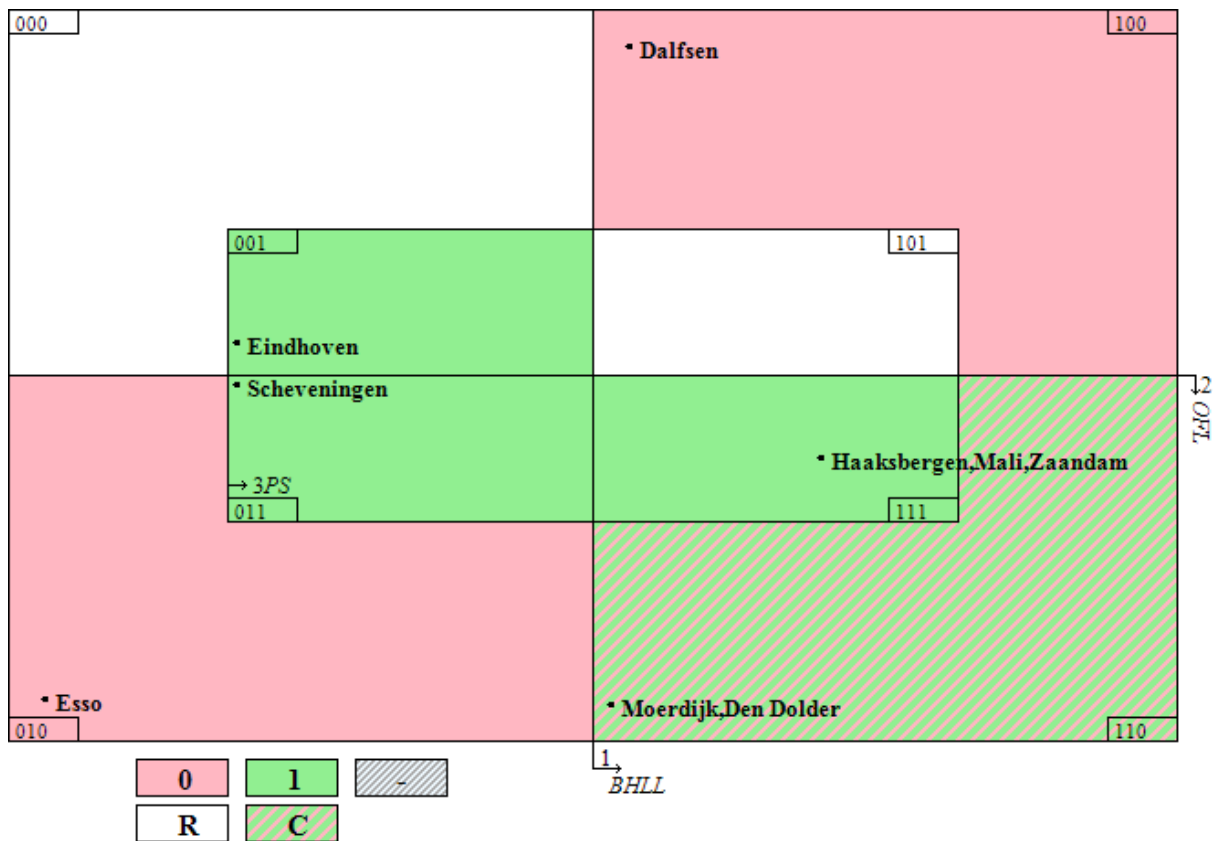 000
100
Dalfsen
001
101
Eindhoven
Scheveningen
2
OFL
Haaksbergen,Mali,Zaandam
3PS
011
111
Esso
Moerdijk,Den Dolder
010
110
1
BHLL
0
1
-
R
C